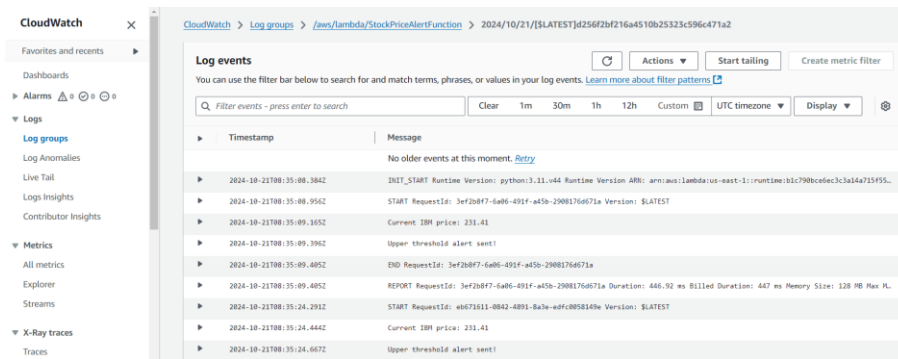 CloudWatch
Favorites and recents
Dashboards
Alarms 0 0 0
Logs
Log groups
Log Anomalies
Live Tail
Logs Insights
Contributor Insights
Metrics
All metrics
Explorer
Streams
X-Ray traces
Traces
CloudWatch > Log groups > /aws/lambda/StockPriceAlertFunction > 2024/10/21/[$LATEST]d256f2bf216a4510b25323c596c471a2
Log events
Actions
Start tailing
Create metric filter
You can use the filter bar below to search for and match terms, phrases, or values in your log events. Learn more about filter patterns
Filter events - press enter to search
Clear 1m 30m 1h 12h Custom UTC timezone Display
Timestamp Message
No older events at this moment. Retry
2024-10-21T08:35:08.384Z INIT_START Runtime Version: python:3.11.v44 Runtime Version ARN: arn:aws:lambda:us-east-1::runtime:b1c790bce6ec3c3a14a715f55…
2024-10-21T08:35:08.956Z START RequestId: 3ef2b8f7-6a06-491f-a45b-2908176d671a Version: $LATEST
2024-10-21T08:35:09.165Z Current IBM price: 231.41
2024-10-21T08:35:09.396Z Upper threshold alert sent!
2024-10-21T08:35:09.405Z END RequestId: 3ef2b8f7-6a06-491f-a45b-2908176d671a
2024-10-21T08:35:09.405Z REPORT RequestId: 3ef2b8f7-6a06-491f-a45b-2908176d671a Duration: 446.92 ms Billed Duration: 447 ms Memory Size: 128 MB Max M…
2024-10-21T08:35:24.291Z START RequestId: eb671611-0842-4891-8a3e-edfc0058149e Version: $LATEST
2024-10-21T08:35:24.444Z Current IBM price: 231.41
2024-10-21T08:35:24.667Z Upper threshold alert sent!